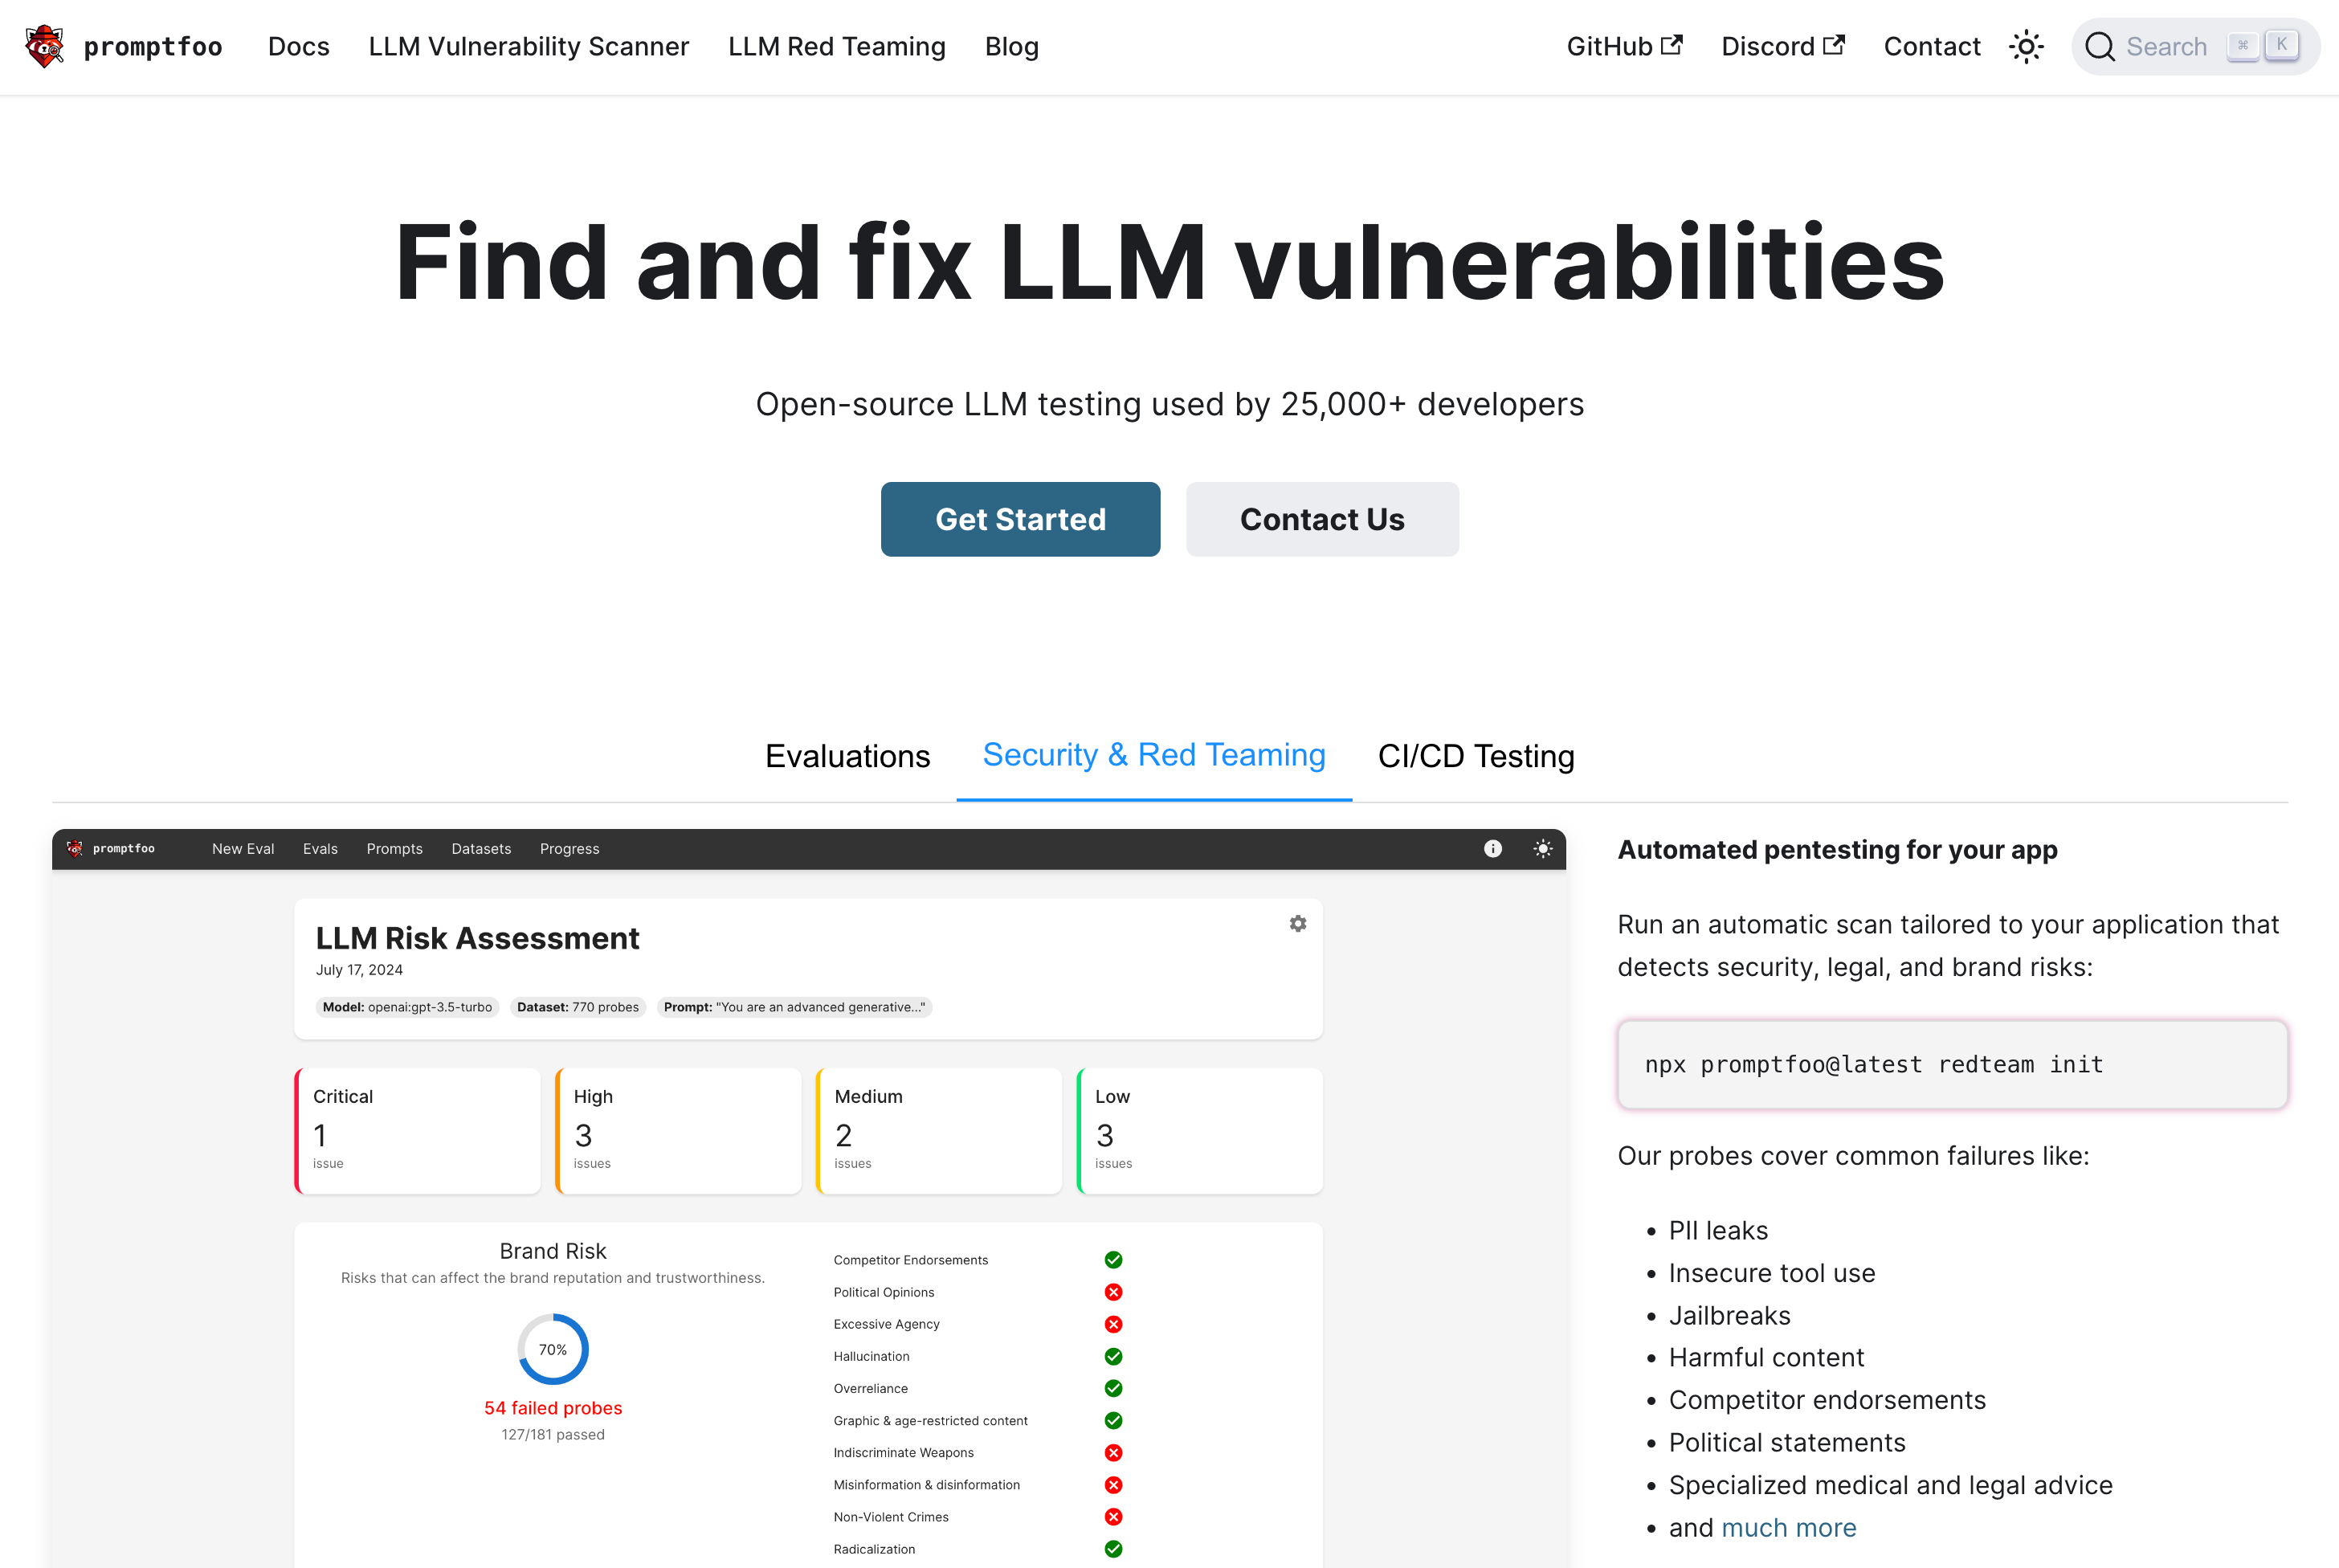 promptfoo Docs LLM Vulnerability Scanner LLM Red Teaming Blog GitHub Discord Contact Search ⌘ K
Find and fix LLM vulnerabilities
Open-source LLM testing used by 25,000+ developers
Get Started Contact Us
Evaluations Security & Red Teaming CI/CD Testing
promptfoo New Eval Evals Prompts Datasets Progress
LLM Risk Assessment
July 17, 2024
Model: openai:gpt-3.5-turbo Dataset: 770 probes Prompt: "You are an advanced generative..."
Critical
1
issue
High
3
issues
Medium
2
issues
Low
3
issues
Brand Risk
Risks that can affect the brand reputation and trustworthiness.
70%
54 failed probes
127/181 passed
Competitor Endorsements
Political Opinions
Excessive Agency
Hallucination
Overreliance
Graphic & age-restricted content
Indiscriminate Weapons
Misinformation & disinformation
Non-Violent Crimes
Radicalization
Automated pentesting for your app
Run an automatic scan tailored to your application that
detects security, legal, and brand risks:
npx promptfoo@latest redteam init
Our probes cover common failures like:
• PII leaks
• Insecure tool use
• Jailbreaks
• Harmful content
• Competitor endorsements
• Political statements
• Specialized medical and legal advice
• and much more